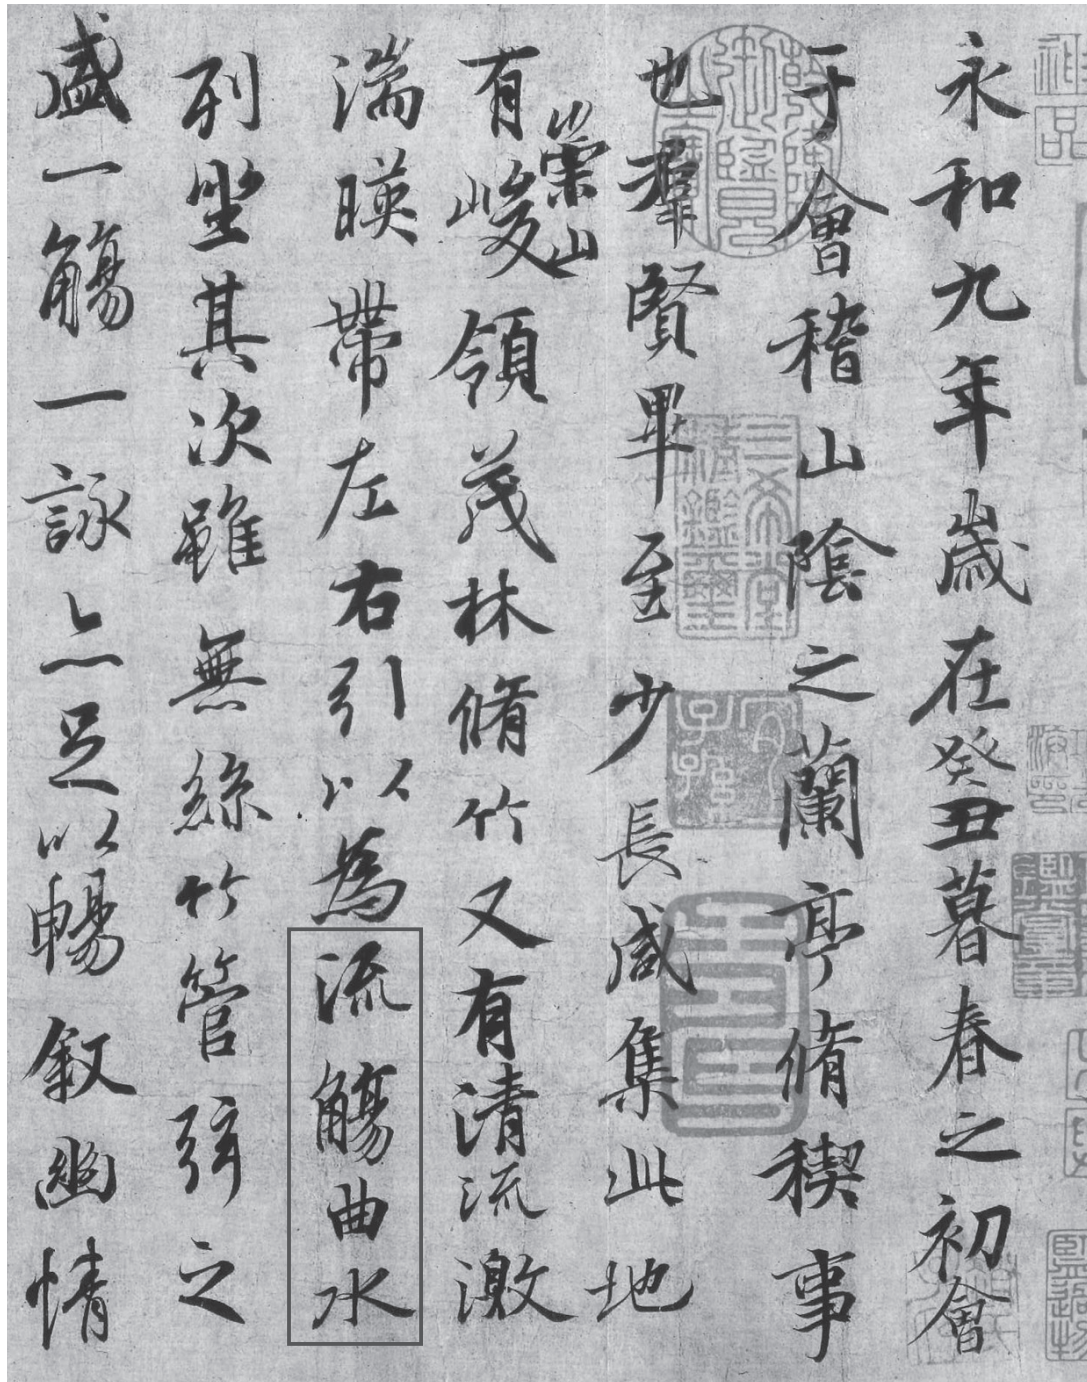 永和九年歲在癸丑暮春之初會
于會稽山陰之蘭亭脩稧事
也羣賢畢至少長咸集此地
有崇山峻領茂林脩竹又有清流激
湍暎帶左右引以為流觴曲水
列坐其次雖無絲竹管弦之
盛一觴一詠亦足以暢敘幽情